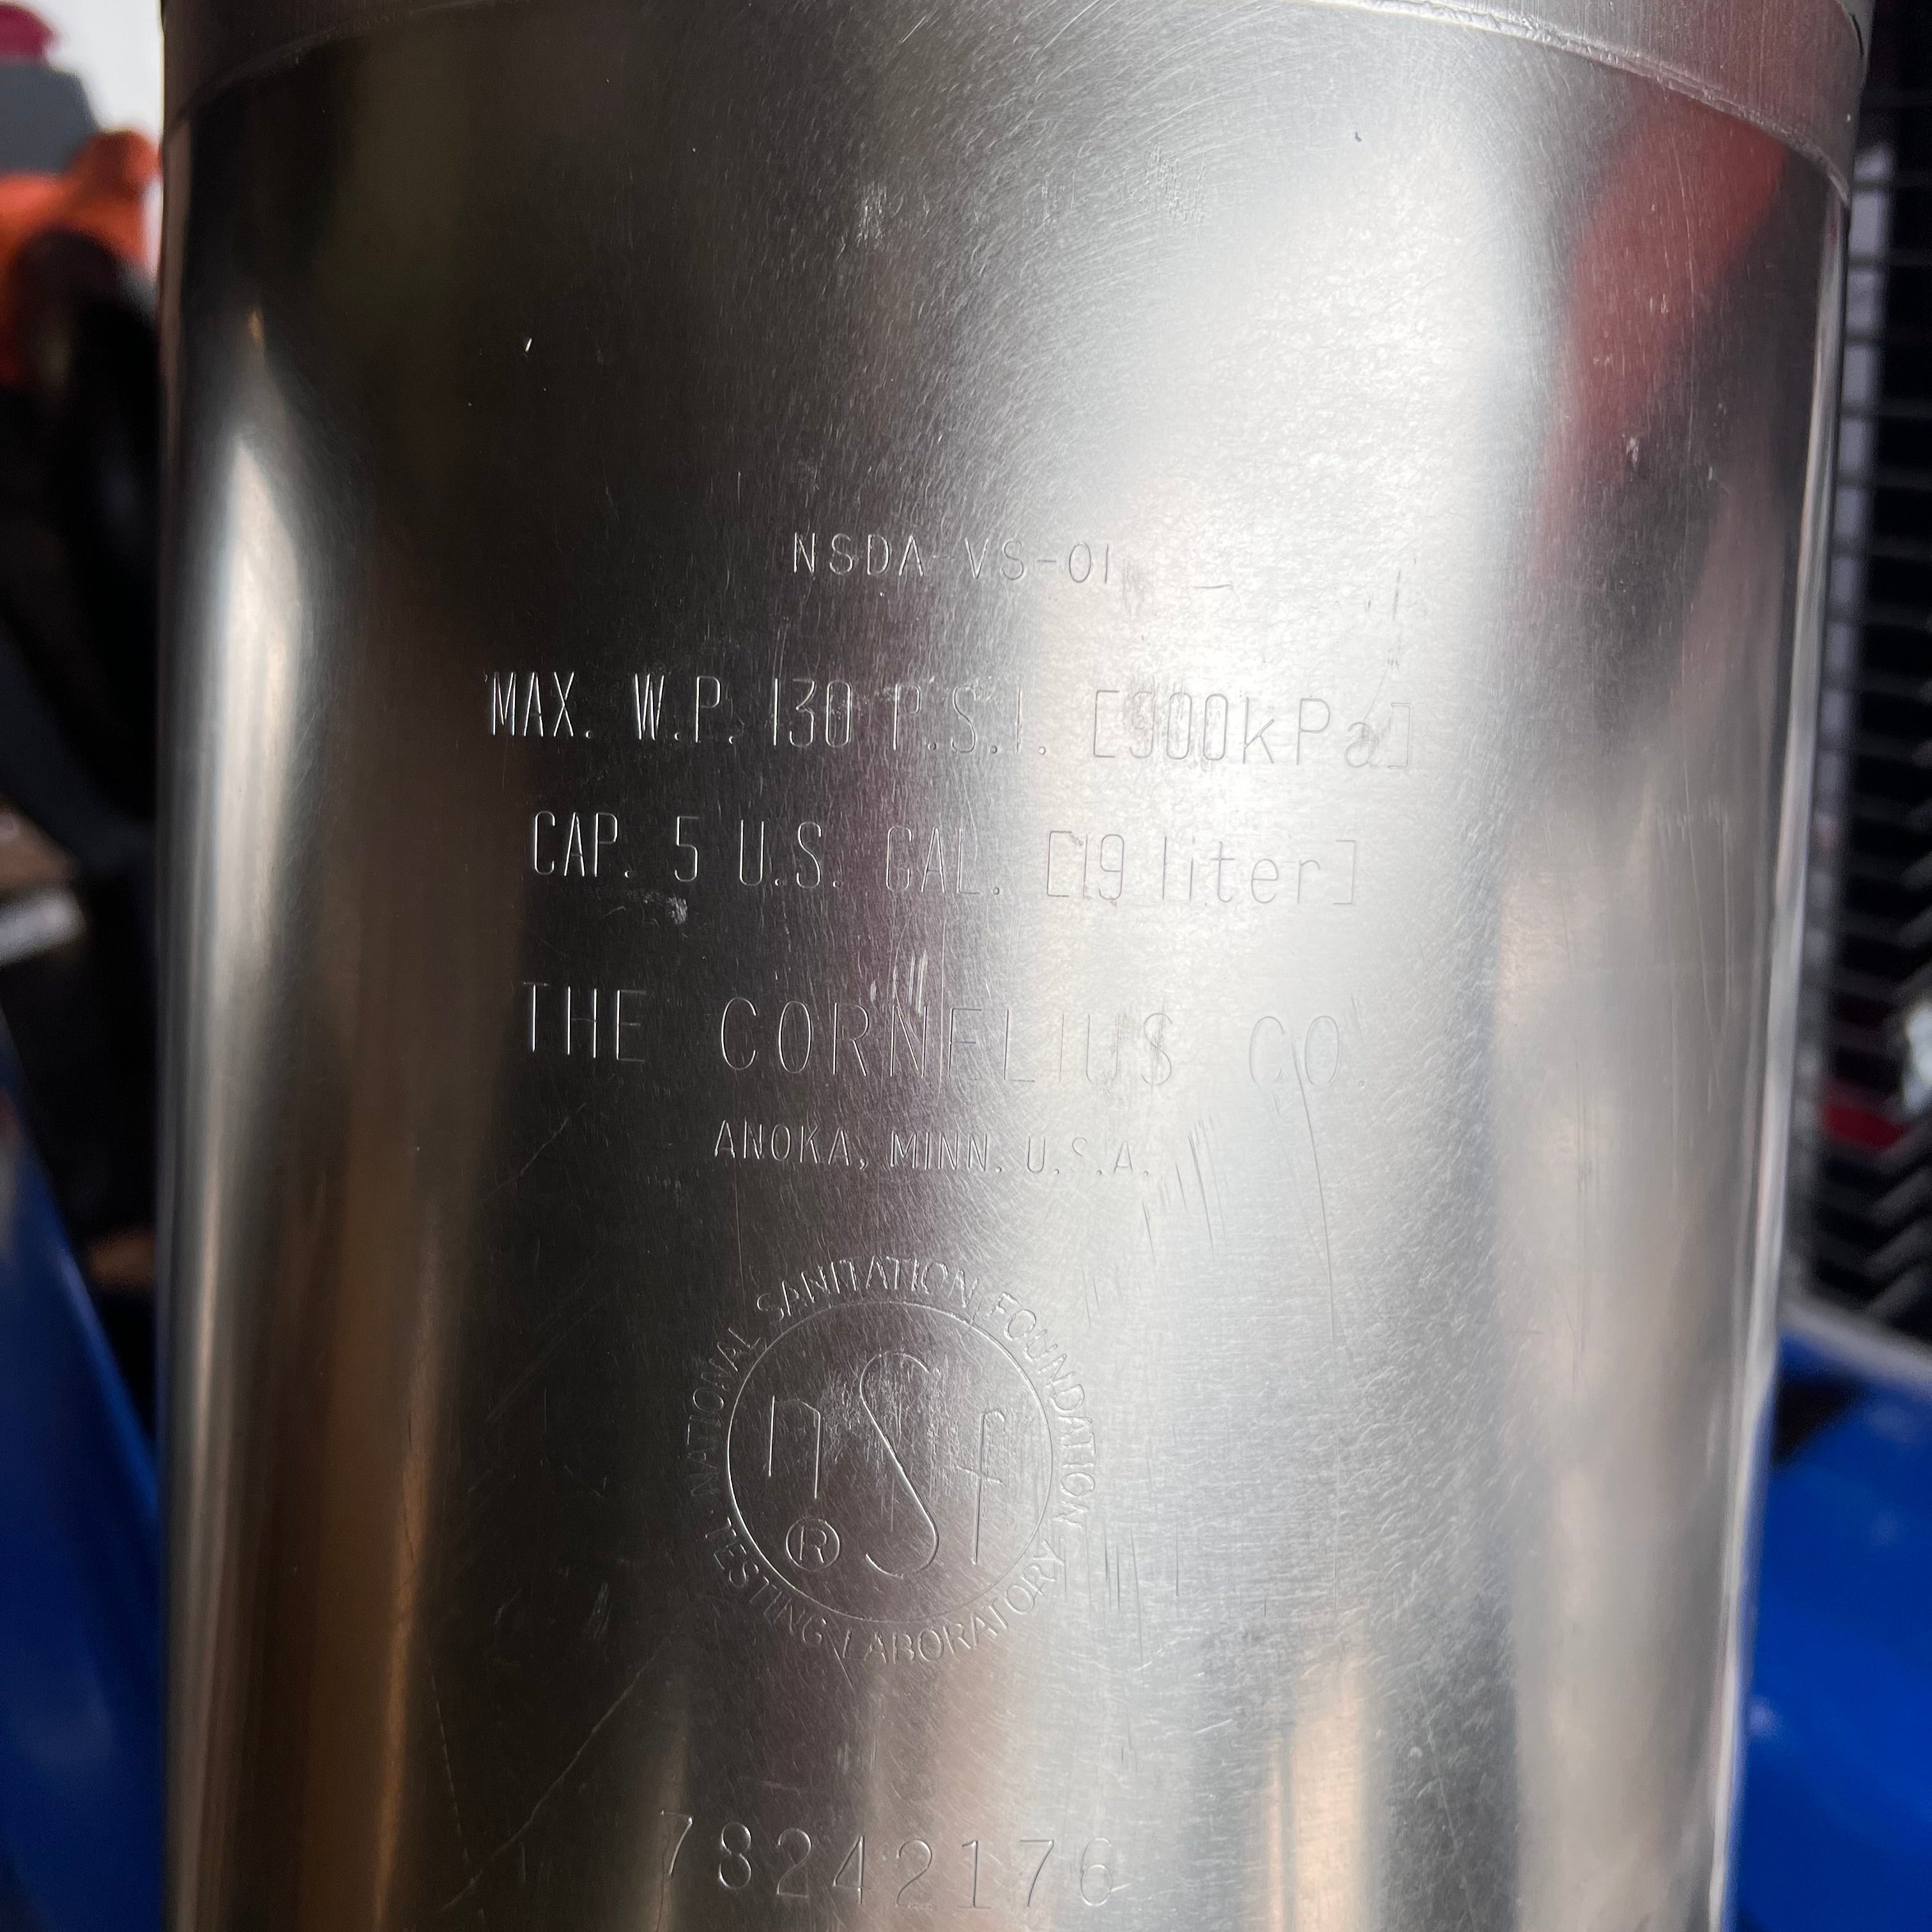 NSDA-VS-01
MAX. W.P. 130 P.S.I. [900kPa]
CAP. 5 U.S. GAL. [19 liter]
THE CORNELIUS CO.
ANOKA, MINN. U.S.A.
NATIONAL SANITATION FOUNDATION
nsf
®
TESTING LABORATORY
78242176